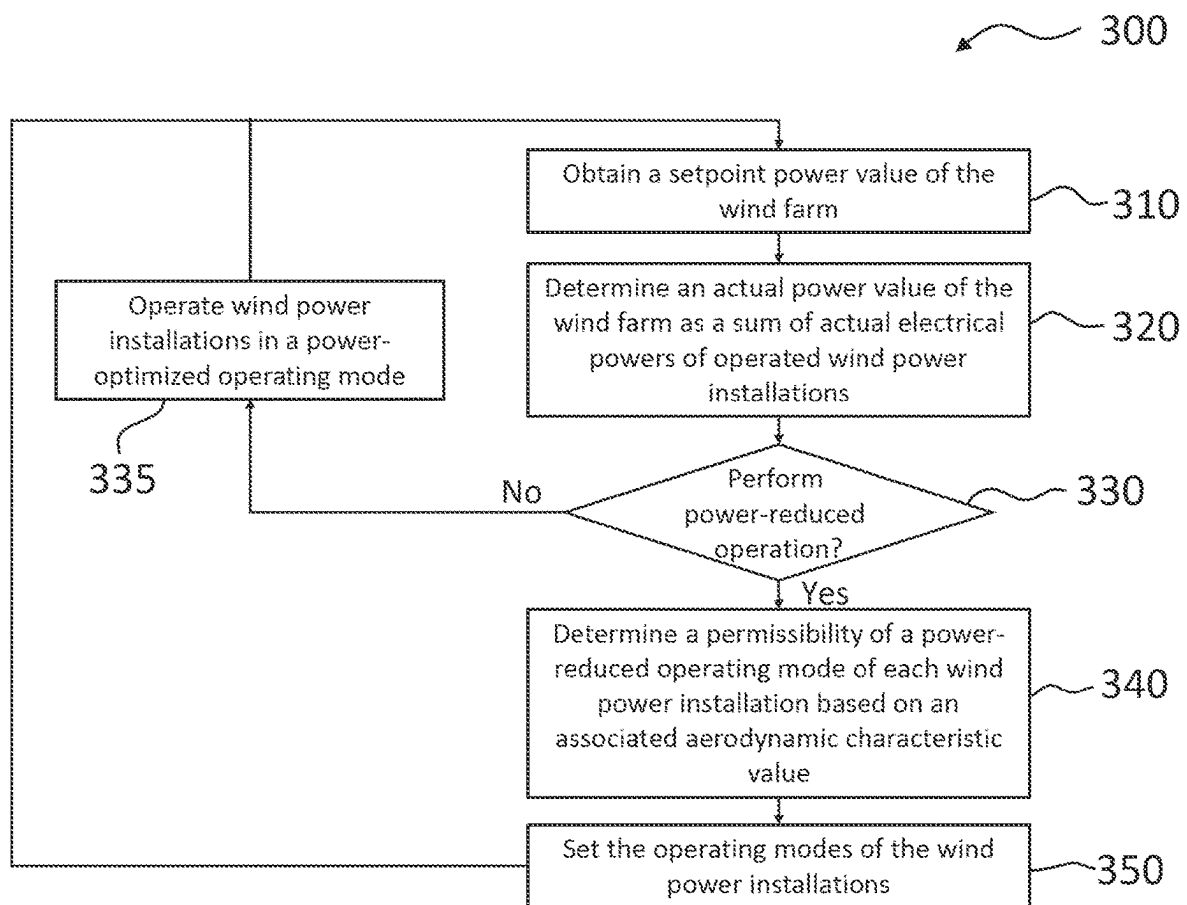 300
Obtain a setpoint power value of the
wind farm
310
Determine an actual power value of the
wind farm as a sum of actual electrical
powers of operated wind power
installations
320
Operate wind power
installations in a power-
optimized operating mode
335
No
Perform
power-reduced
operation?
330
Yes
Determine a permissibility of a power-
reduced operating mode of each wind
power installation based on an
associated aerodynamic characteristic
value
340
Set the operating modes of the wind
power installations
350